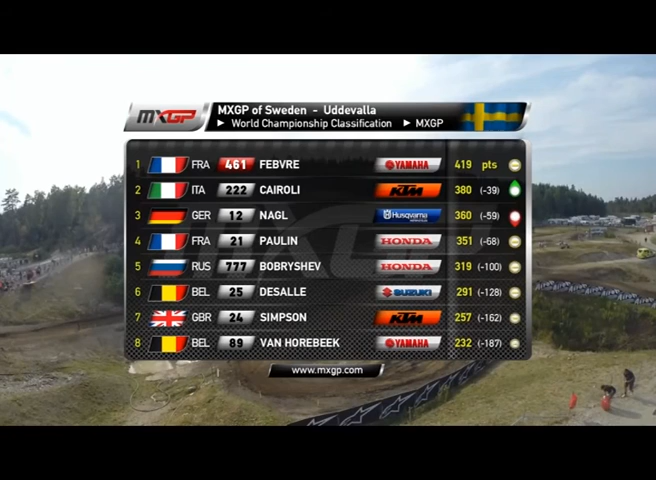 MXGP
MXGP of Sweden - Uddevalla
▶ World Championship Classification ▶ MXGP
1 FRA 461 FEBVRE YAMAHA 419 pts
2 ITA 222 CAIROLI KTM 380 (-39)
3 GER 12 NAGL Husqvarna 360 (-59)
4 FRA 21 PAULIN HONDA 351 (-68)
5 RUS 777 BOBRYSHEV HONDA 319 (-100)
6 BEL 25 DESALLE SUZUKI 291 (-128)
7 GBR 24 SIMPSON KTM 257 (-162)
8 BEL 89 VAN HOREBEEK YAMAHA 232 (-187)
www.mxgp.com